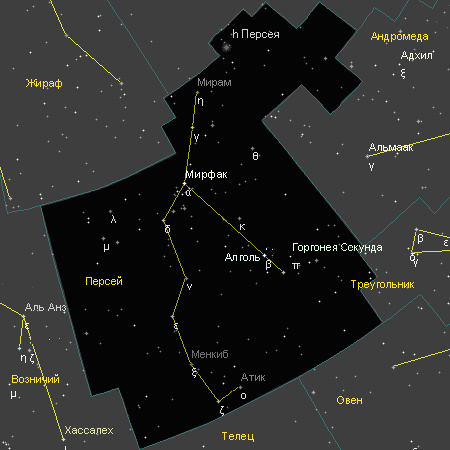 h Персея
Андромеда
Адхил
ξ
Жираф
Мирам
η
γ
Альмаак
γ
θ
Мирфак
α
λ
δ
κ
μ
β
ε
Горгонея Секунда
Алголь
β
π
δ
γ
Персей
ν
Треугольник
Аль Анз
ε
ε
η ζ
Менкиб
ξ
Возничий
Атик
μ
ο
Овен
ζ
Хассалех
ι
Телец